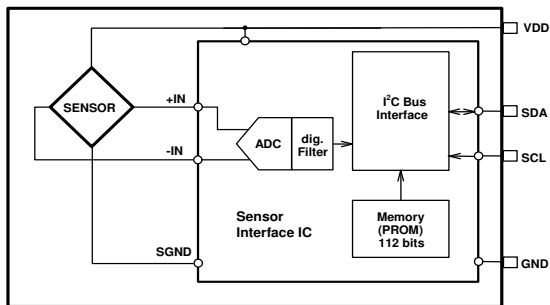 VDD
SENSOR
+IN
-IN
ADC
dig.
Filter
I²C Bus
Interface
SDA
SCL
Sensor
Interface IC
Memory
(PROM)
112 bits
SGND
GND